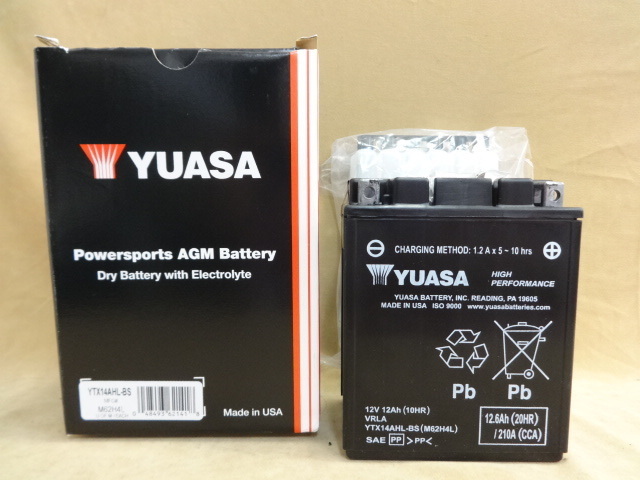 YUASA
Powersports AGM Battery
Dry Battery with Electrolyte
YTX14AHL-BS
M62H4L
Made in USA
CHARGING METHOD: 1.2 A x 5 ~ 10 hrs
YUASA HIGH PERFORMANCE
YUASA BATTERY, INC. READING, PA 19605
MADE IN USA ISO 9000 www.yuasabatteries.com
Pb Pb
12V 12Ah (10HR)
VRLA
YTX14AHL-BS (M62H4L)
SAE PP >PP<
12.6Ah (20HR)
/ 210A (CCA)